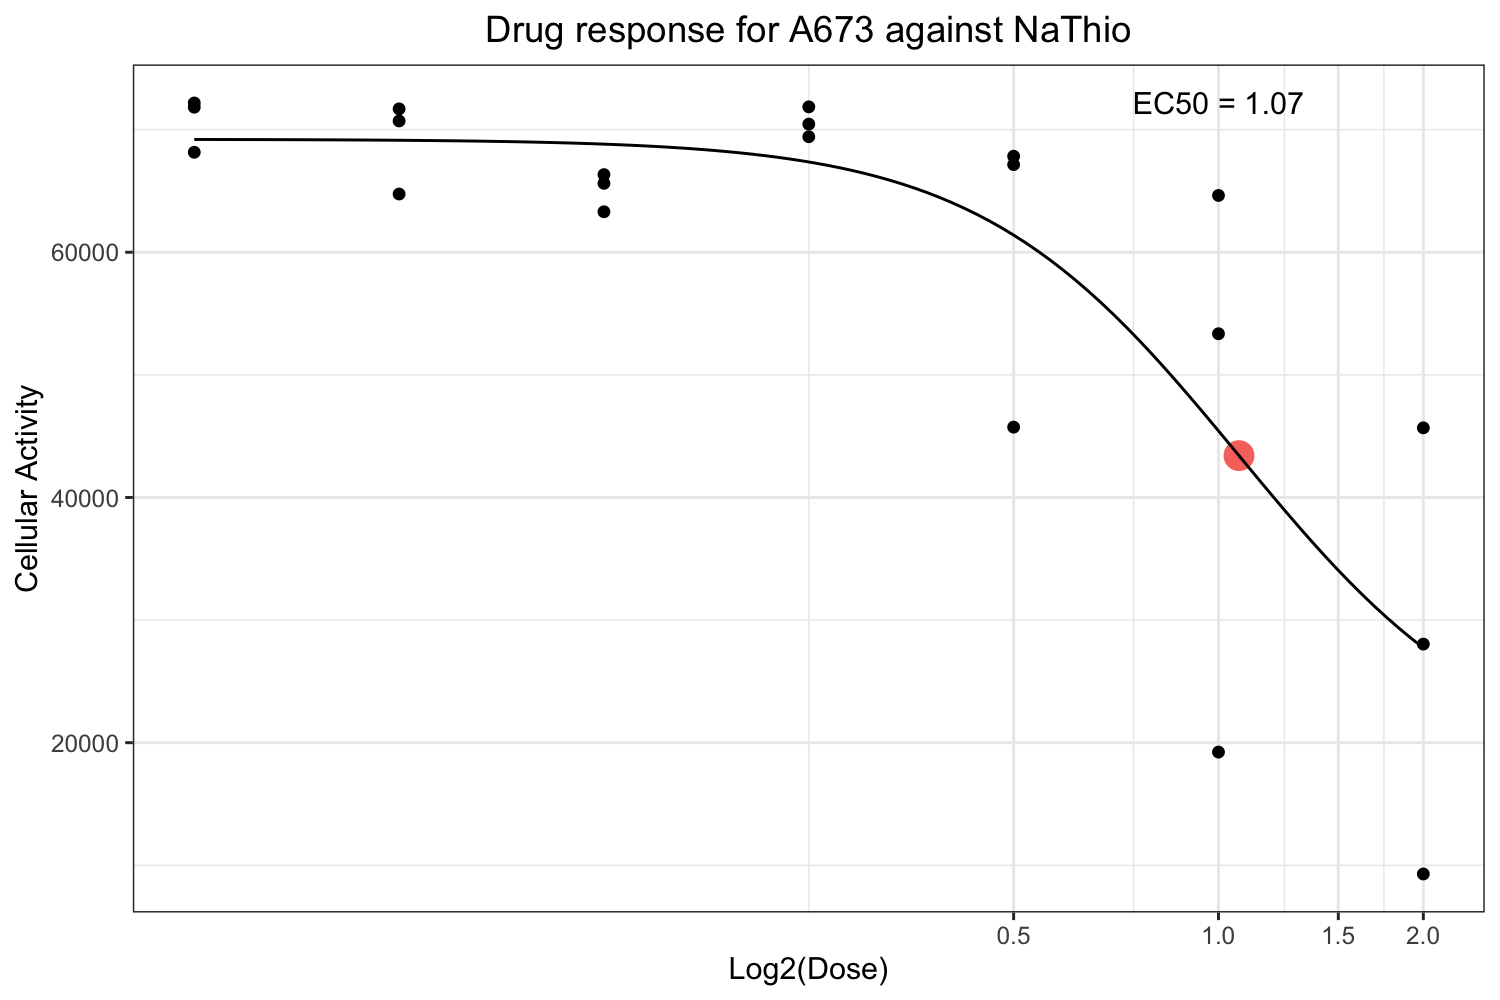 Drug response for A673 against NaThio
EC50 = 1.07
Cellular Activity
60000
40000
20000
0.5
1.0
1.5
2.0
Log2(Dose)